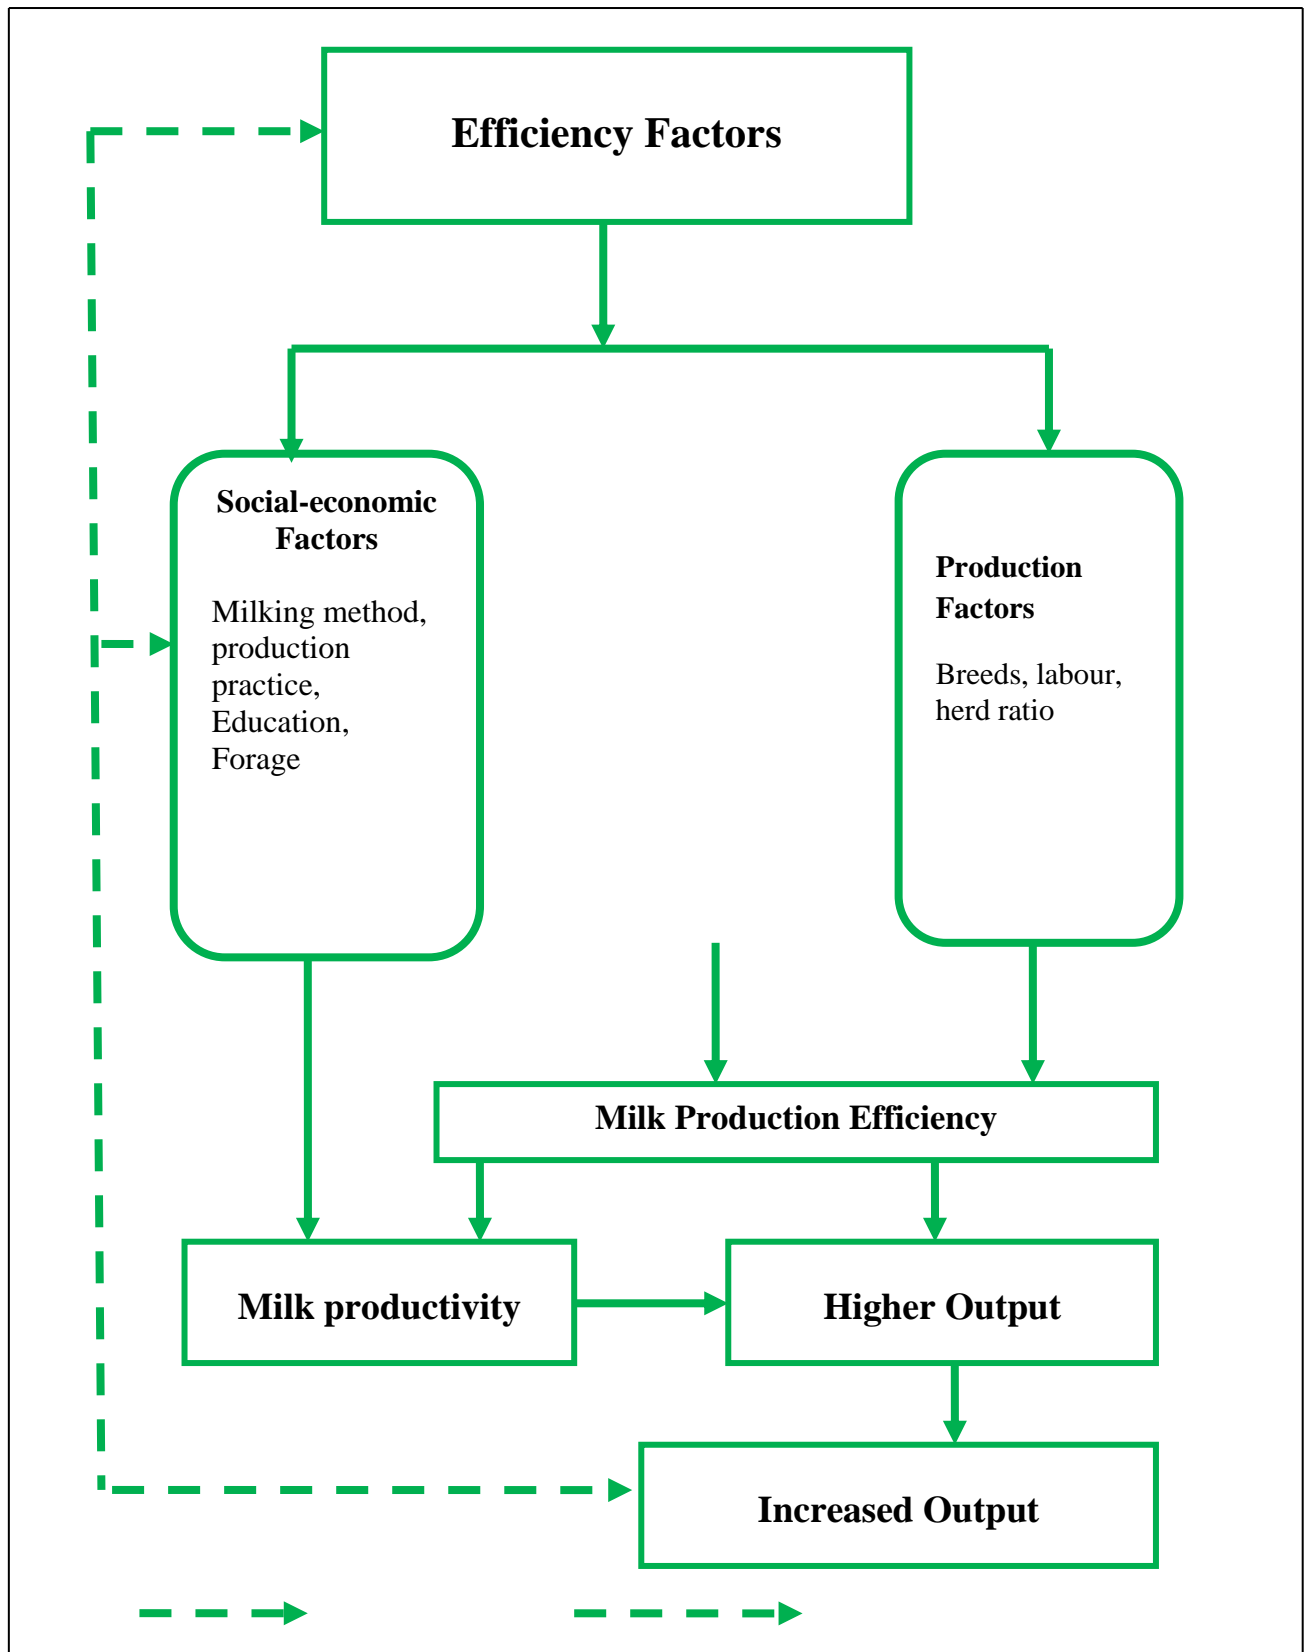 Efficiency Factors
Social-economic
Factors
Milking method,
production
practice,
Education,
Forage
Production
Factors
Breeds, labour,
herd ratio
Milk Production Efficiency
Milk productivity
Higher Output
Increased Output